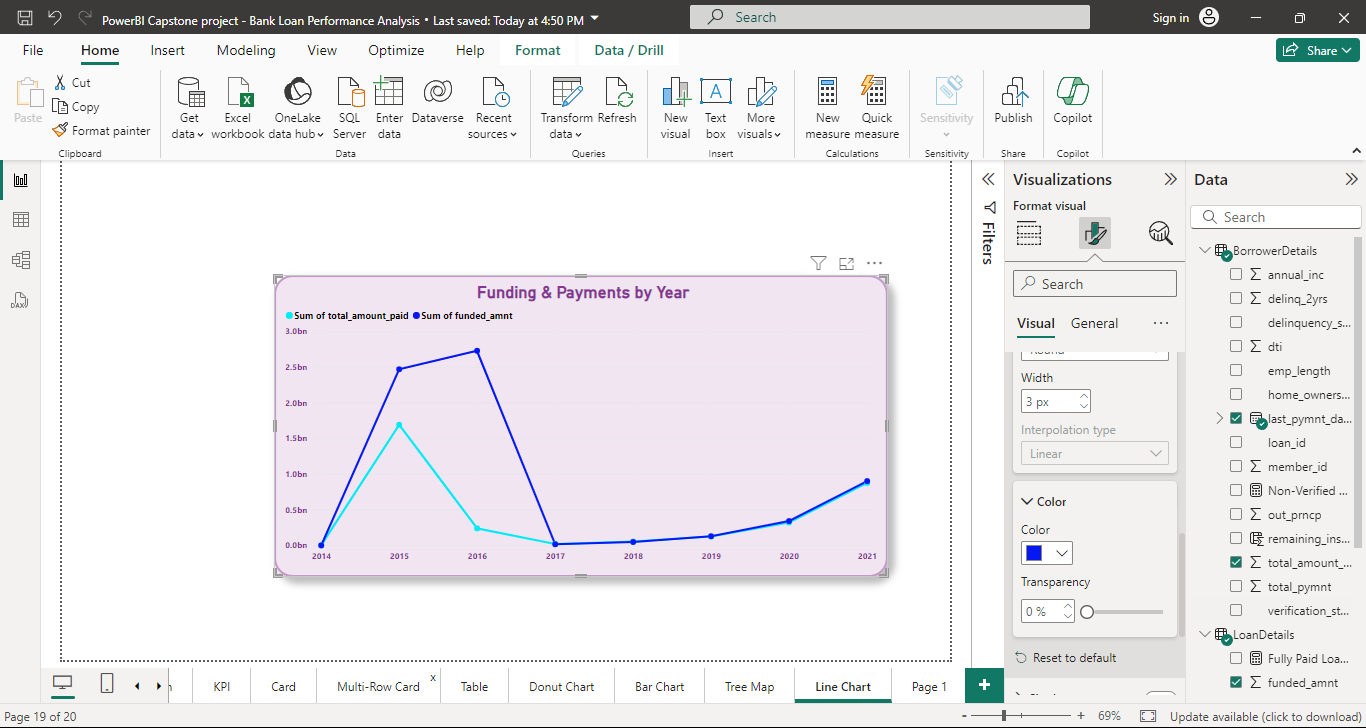 PowerBI Capstone project - Bank Loan Performance Analysis • Last saved: Today at 4:50 PM
Search
Sign in
File Home Insert Modeling View Optimize Help Format Data / Drill
Share
Paste
Cut
Copy
Format painter
Get data
Excel workbook
OneLake data hub
SQL Server
Enter data
Dataverse
Recent sources
Transform data
Refresh
New visual
Text box
More visuals
New measure
Quick measure
Sensitivity
Publish
Copilot
Clipboard Data Queries Insert Calculations Sensitivity Share Copilot
Funding & Payments by Year
Sum of total_amount_paid Sum of funded_amnt
3.0bn
2.5bn
2.0bn
1.5bn
1.0bn
0.5bn
0.0bn
2014 2015 2016 2017 2018 2019 2020 2021
Filters
Visualizations
Format visual
Search
Visual General
Round
Width
3 px
Interpolation type
Linear
Color
Color
Transparency
0 %
Reset to default
Data
Search
BorrowerDetails
annual_inc
delinq_2yrs
delinquency_s...
dti
emp_length
home_owners...
last_pymnt_da...
loan_id
member_id
Non-Verified ...
out_prncp
remaining_ins...
total_amount_...
total_pymnt
verification_st...
LoanDetails
Fully Paid Loa...
funded_amnt
KPI Card Multi-Row Card x Table Donut Chart Bar Chart Tree Map Line Chart Page 1 +
Page 19 of 20
- + 69% Update available (click to download)